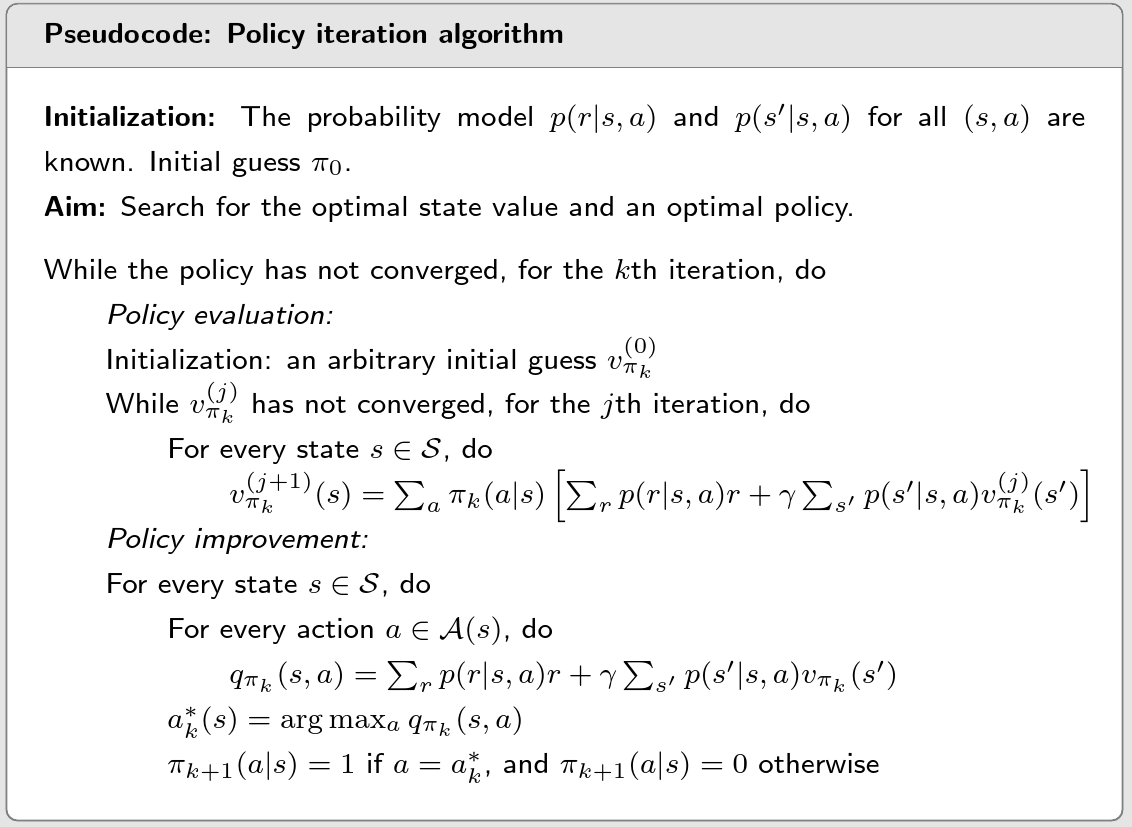 Pseudocode: Policy iteration algorithm
Initialization: The probability model p(r|s, a) and p(s′|s, a) for all (s, a) are
known. Initial guess π₀.
Aim: Search for the optimal state value and an optimal policy.
While the policy has not converged, for the kth iteration, do
Policy evaluation:
Initialization: an arbitrary initial guess $v_{\pi_k}^{(0)}$
While $v_{\pi_k}^{(j)}$ has not converged, for the jth iteration, do
For every state $s \in \mathcal{S}$, do
$v_{\pi_k}^{(j+1)}(s) = \sum_a \pi_k(a|s) \left[ \sum_r p(r|s, a)r + \gamma \sum_{s'} p(s'|s, a) v_{\pi_k}^{(j)}(s') \right]$
Policy improvement:
For every state $s \in \mathcal{S}$, do
For every action $a \in \mathcal{A}(s)$, do
$q_{\pi_k}(s, a) = \sum_r p(r|s, a)r + \gamma \sum_{s'} p(s'|s, a) v_{\pi_k}(s')$
$a_k^*(s) = \arg\max_a q_{\pi_k}(s, a)$
$\pi_{k+1}(a|s) = 1$ if $a = a_k^*$, and $\pi_{k+1}(a|s) = 0$ otherwise